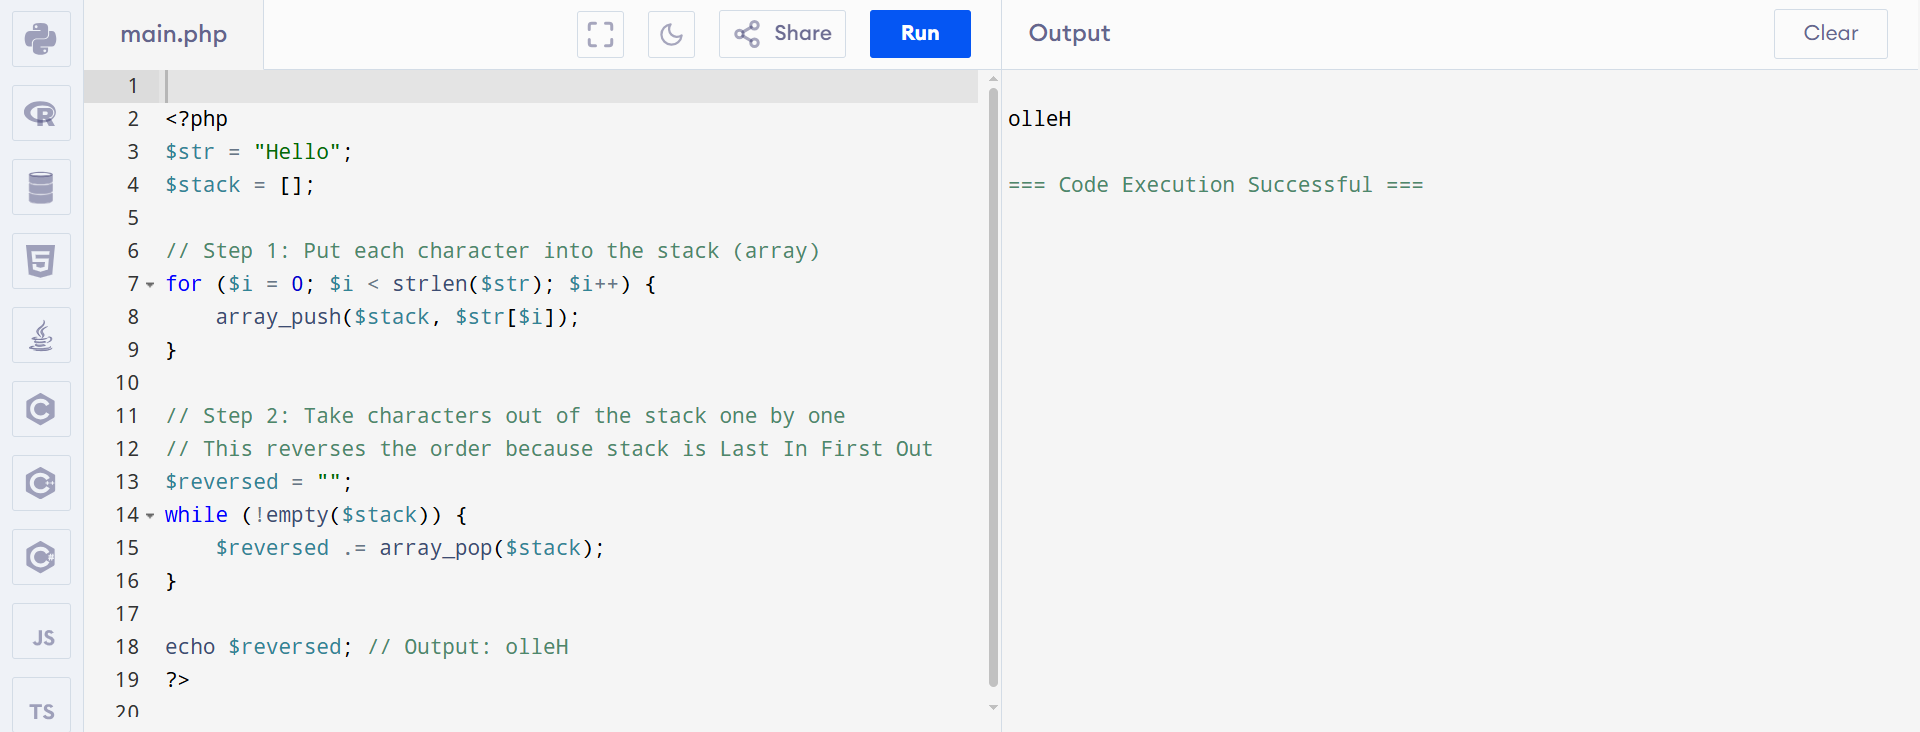 main.php
Share
Run
Output
Clear
1
2 <?php
3 $str = "Hello";
4 $stack = [];
5
6 // Step 1: Put each character into the stack (array)
7 for ($i = 0; $i < strlen($str); $i++) {
8     array_push($stack, $str[$i]);
9 }
10
11 // Step 2: Take characters out of the stack one by one
12 // This reverses the order because stack is Last In First Out
13 $reversed = "";
14 while (!empty($stack)) {
15     $reversed .= array_pop($stack);
16 }
17
18 echo $reversed; // Output: olleH
19 ?>
20
olleH
=== Code Execution Successful ===
R
5
C
C++
C#
JS
TS